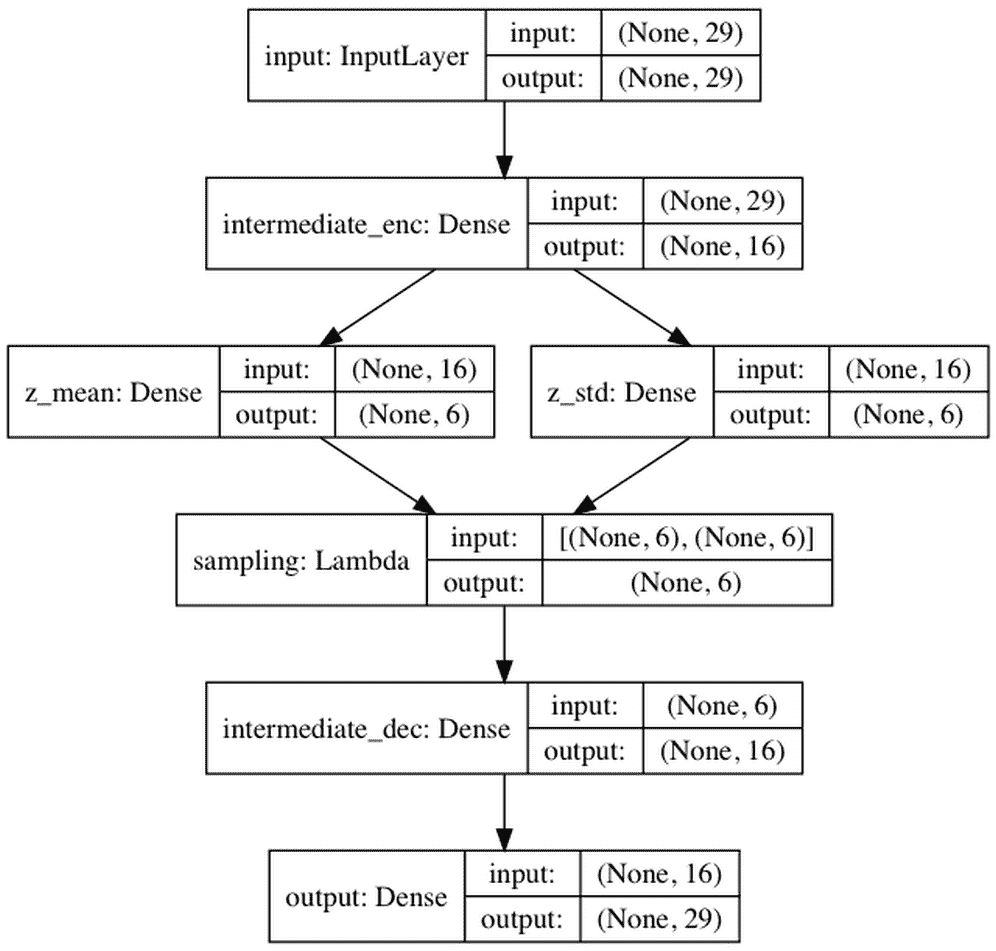 input: InputLayer
input: (None, 29)
output: (None, 29)
intermediate_enc: Dense
input: (None, 29)
output: (None, 16)
z_mean: Dense
input: (None, 16)
output: (None, 6)
z_std: Dense
input: (None, 16)
output: (None, 6)
sampling: Lambda
input: [(None, 6), (None, 6)]
output: (None, 6)
intermediate_dec: Dense
input: (None, 6)
output: (None, 16)
output: Dense
input: (None, 16)
output: (None, 29)